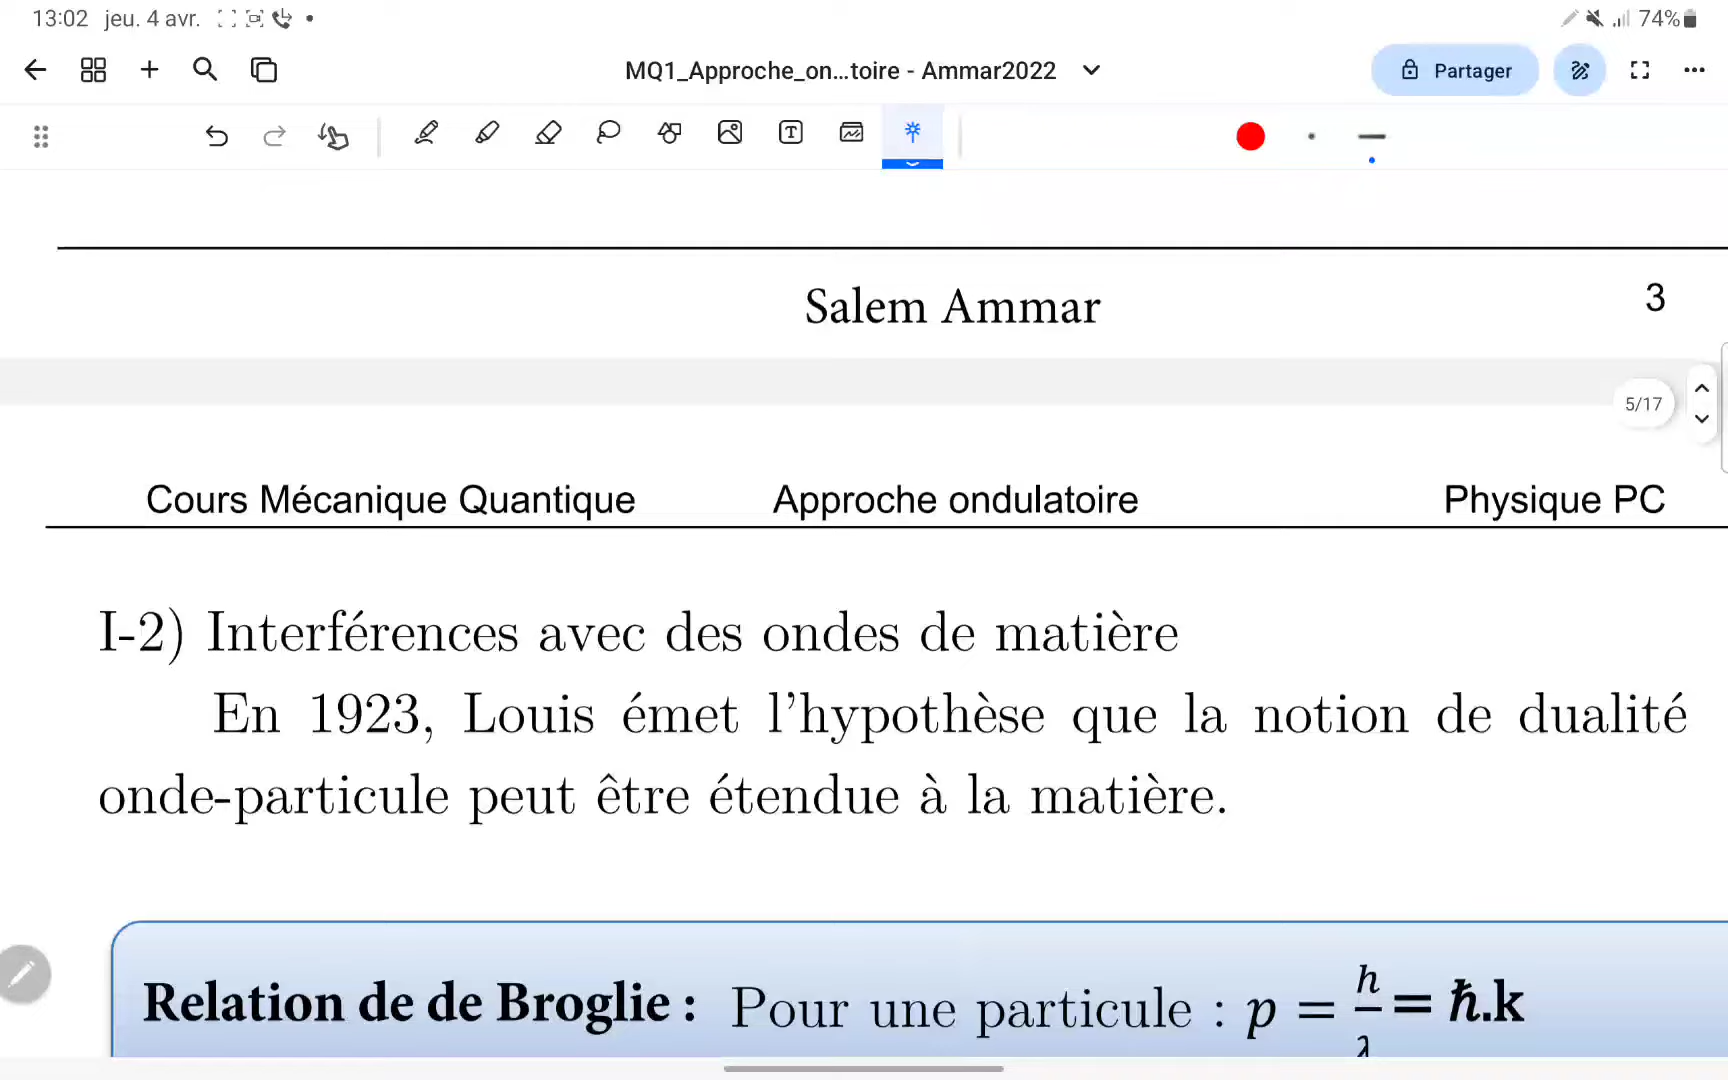 13:02 jeu. 4 avr.
74%
MQ1_Approche_on...toire - Ammar2022
Partager
Salem Ammar
3
5/17
Cours Mécanique Quantique Approche ondulatoire Physique PC
I-2) Interférences avec des ondes de matière
En 1923, Louis émet l'hypothèse que la notion de dualité
onde-particule peut être étendue à la matière.
Relation de de Broglie : Pour une particule : p = h/λ = ℏ.k